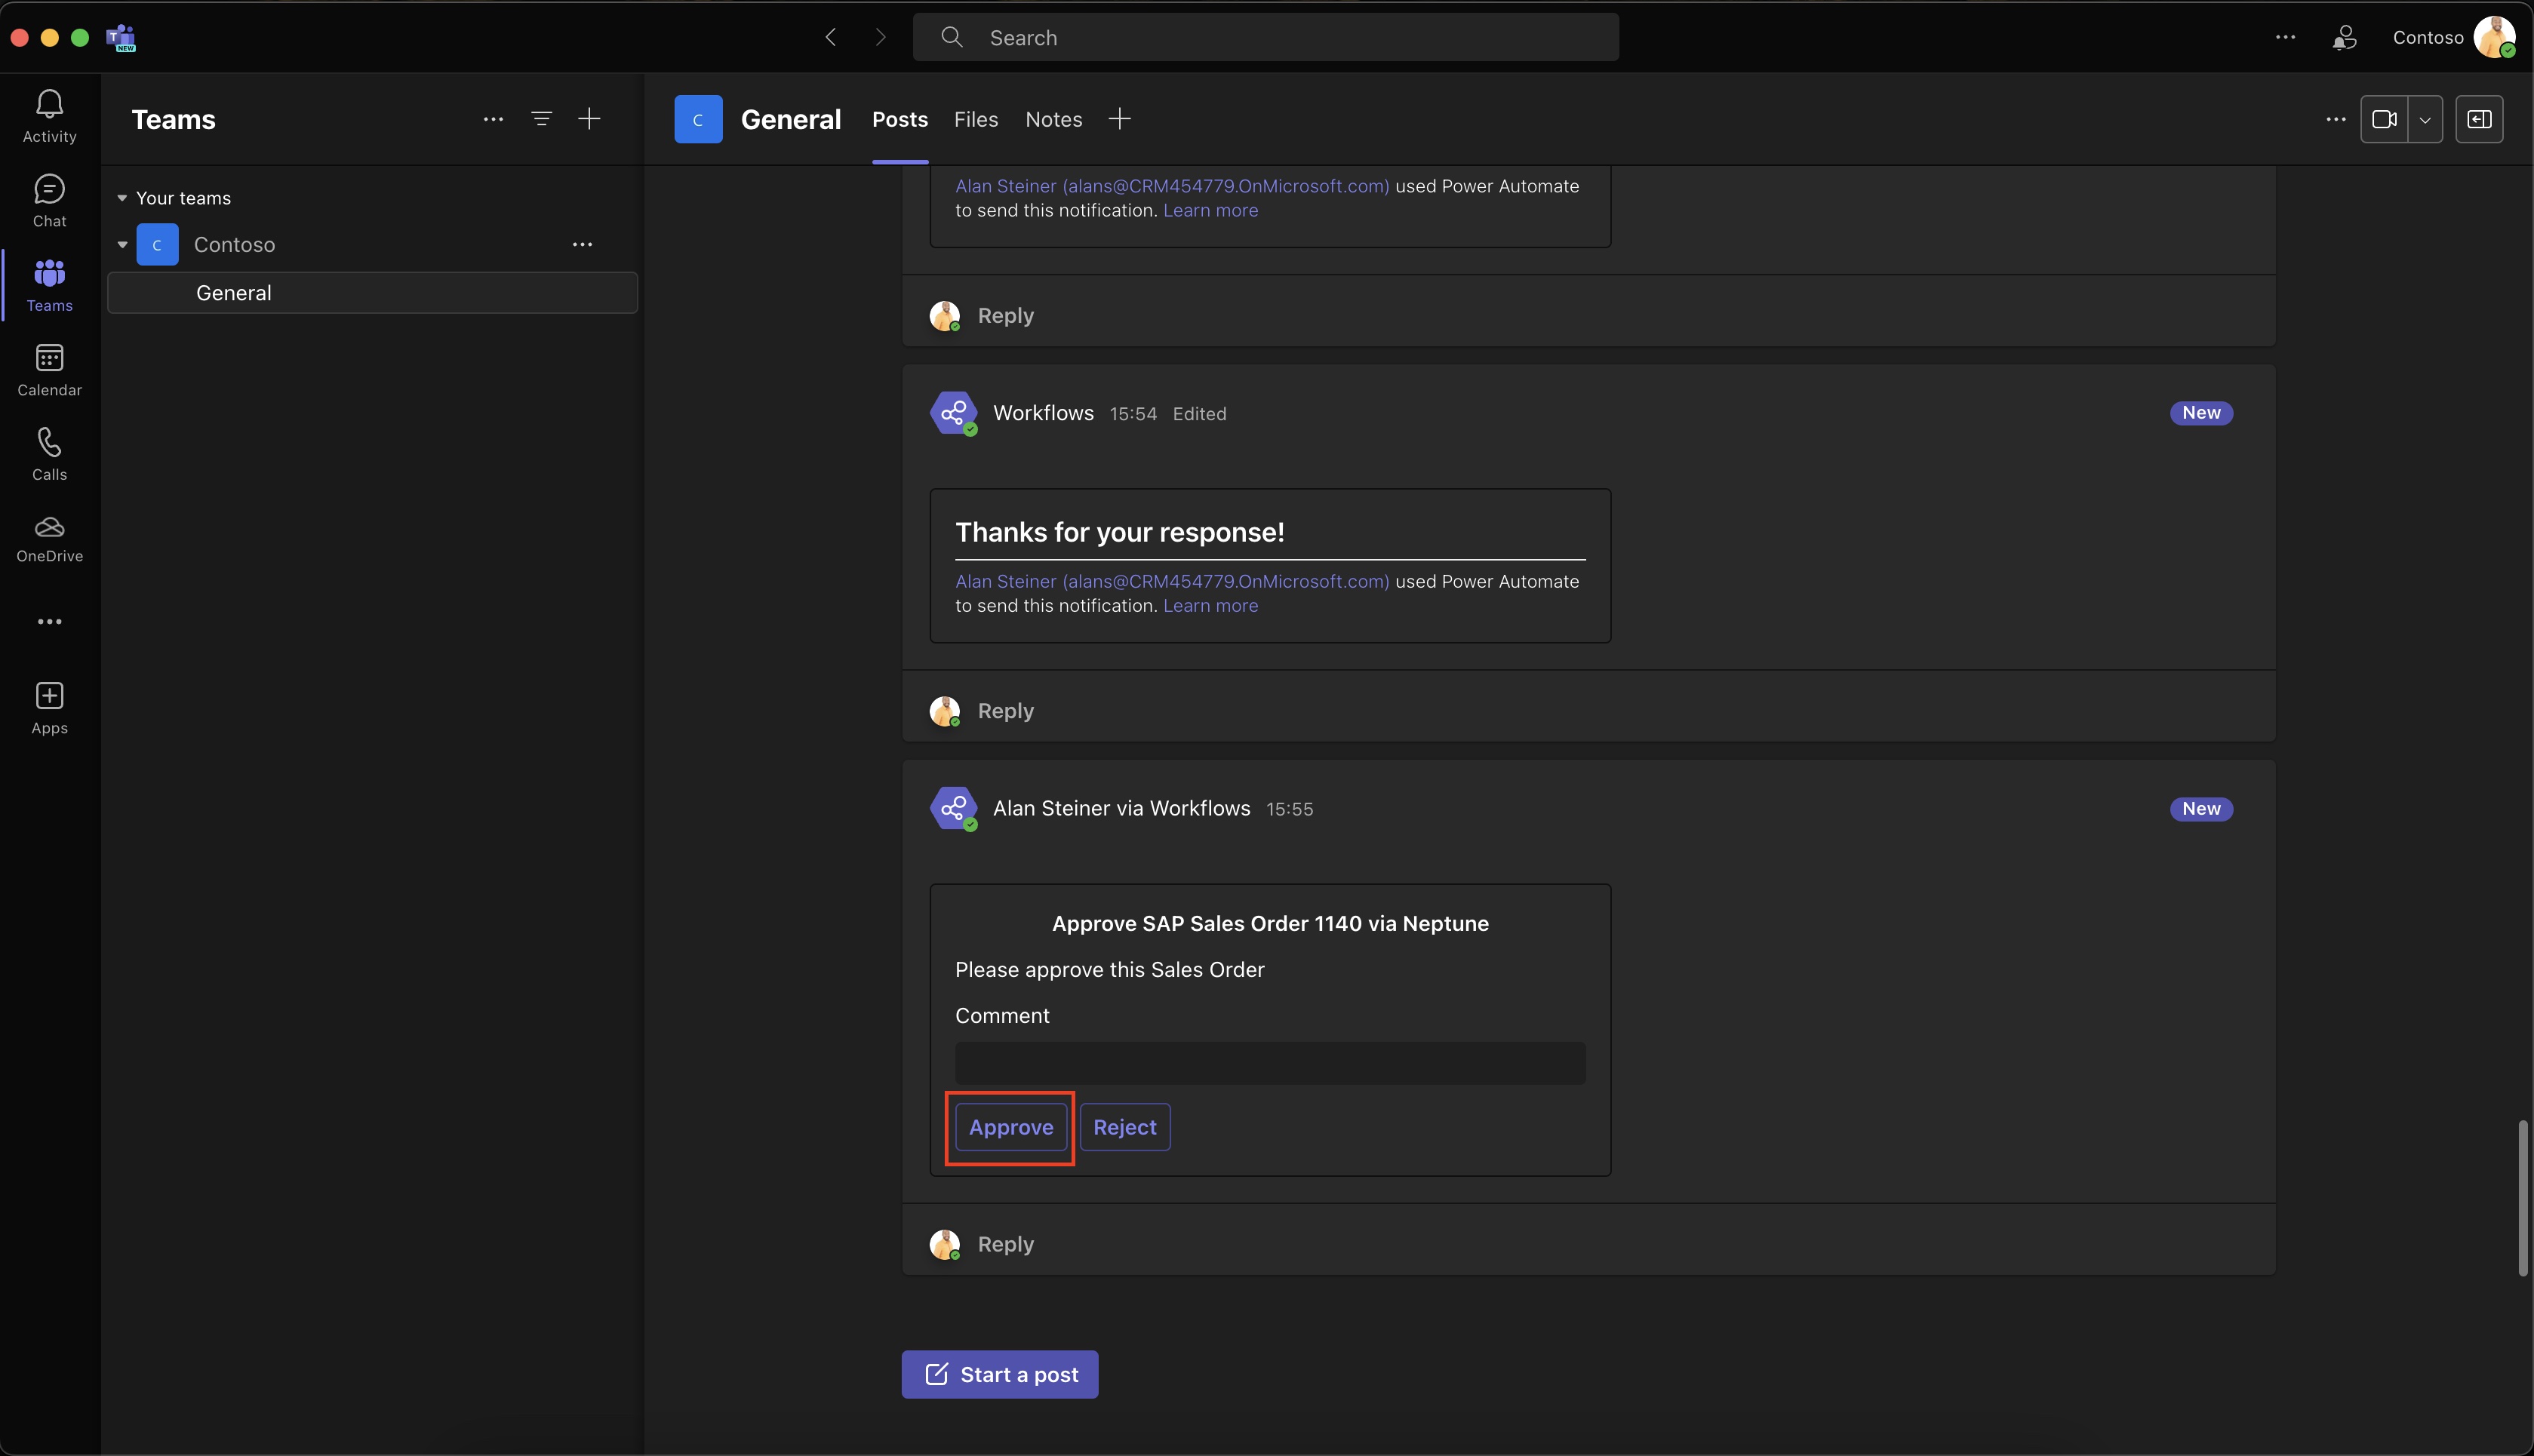 T
NEW
Search
Contoso
Activity
Chat
Teams
Calendar
Calls
OneDrive
Apps
Teams
Your teams
C
Contoso
General
C
General
Posts
Files
Notes
Alan Steiner (alans@CRM454779.OnMicrosoft.com) used Power Automate
to send this notification. Learn more
Reply
Workflows 15:54 Edited
New
Thanks for your response!
Alan Steiner (alans@CRM454779.OnMicrosoft.com) used Power Automate
to send this notification. Learn more
Reply
Alan Steiner via Workflows 15:55
New
Approve SAP Sales Order 1140 via Neptune
Please approve this Sales Order
Comment
Approve
Reject
Reply
Start a post